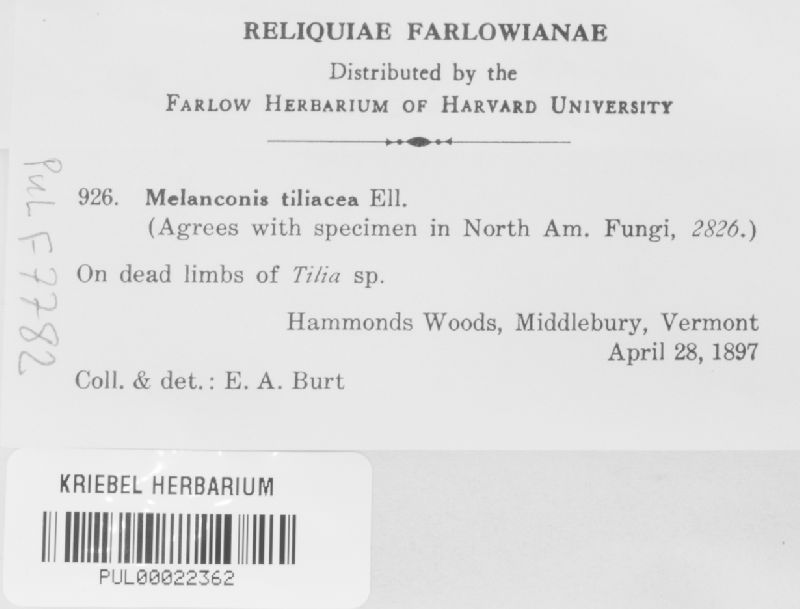 RELIQUIAE FARLOWIANAE
Distributed by the
FARLOW HERBARIUM OF HARVARD UNIVERSITY
926. Melanconis tiliacea Ell.
(Agrees with specimen in North Am. Fungi, 2826.)
On dead limbs of Tilia sp.
Hammonds Woods, Middlebury, Vermont
April 28, 1897
Coll. & det.: E. A. Burt
PUL F7782
KRIEBEL HERBARIUM
PUL00022362